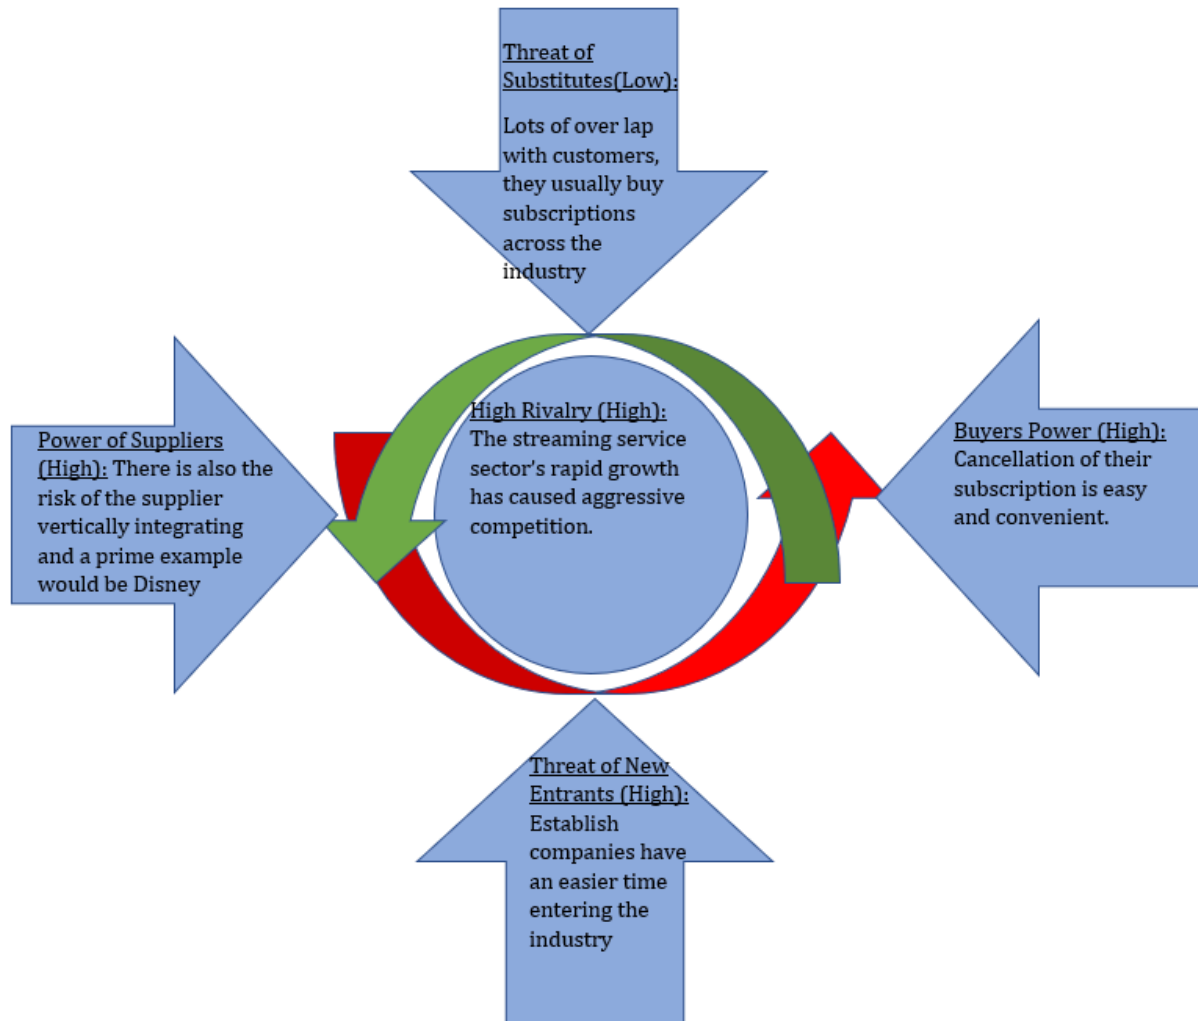 Threat of
Substitutes(Low):
Lots of over lap
with customers,
they usually buy
subscriptions
across the
industry
Power of Suppliers
(High): There is also the
risk of the supplier
vertically integrating
and a prime example
would be Disney
High Rivalry (High):
The streaming service
sector's rapid growth
has caused aggressive
competition.
Buyers Power (High):
Cancellation of their
subscription is easy
and convenient.
Threat of New
Entrants (High):
Establish
companies have
an easier time
entering the
industry